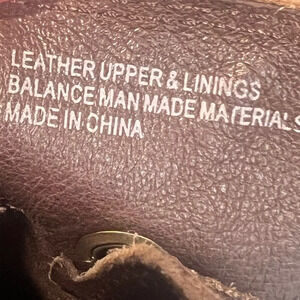 LEATHER UPPER & LININGS
BALANCE MAN MADE MATERIALS
MADE IN CHINA